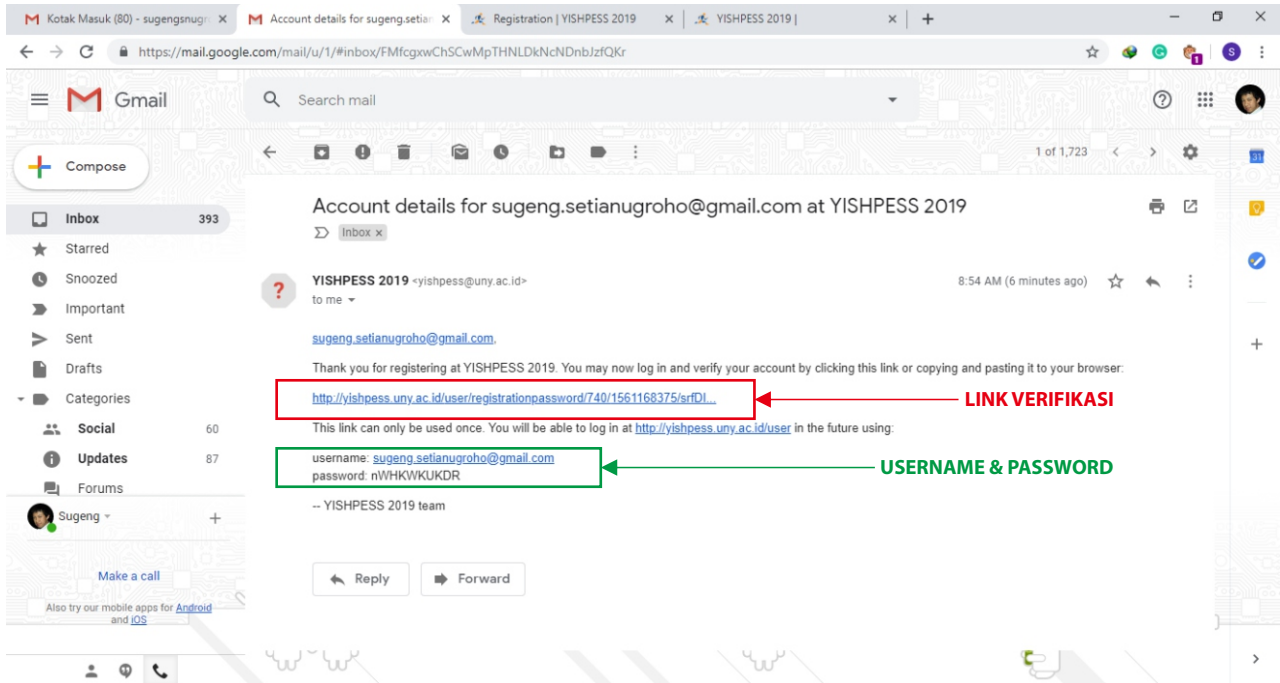 Kotak Masuk (80) - sugengsnugr
Account details for sugeng.setian
Registration | YISHPESS 2019
YISHPESS 2019 |
https://mail.google.com/mail/u/1/#inbox/FMfcgxwChSCwMpTHNLDkNcNDnbJzfQKr
S
1
Gmail
Search mail
Compose
1 of 1,723
31
Inbox 393
Starred
Snoozed
Important
Sent
Drafts
Categories
Social 60
Updates 87
Forums
Sugeng
Make a call
Also try our mobile apps for Android
and iOS
Account details for sugeng.setianugroho@gmail.com at YISHPESS 2019
Inbox x
YISHPESS 2019 <yishpess@uny.ac.id>
8:54 AM (6 minutes ago)
to me
sugeng.setianugroho@gmail.com,
Thank you for registering at YISHPESS 2019. You may now log in and verify your account by clicking this link or copying and pasting it to your browser:
http://yishpess.uny.ac.id/user/registrationpassword/740/1561168375/srfDI...
LINK VERIFIKASI
This link can only be used once. You will be able to log in at http://yishpess.uny.ac.id/user in the future using:
username: sugeng.setianugroho@gmail.com
password: nWHKWKUKDR
USERNAME & PASSWORD
-- YISHPESS 2019 team
Reply
Forward